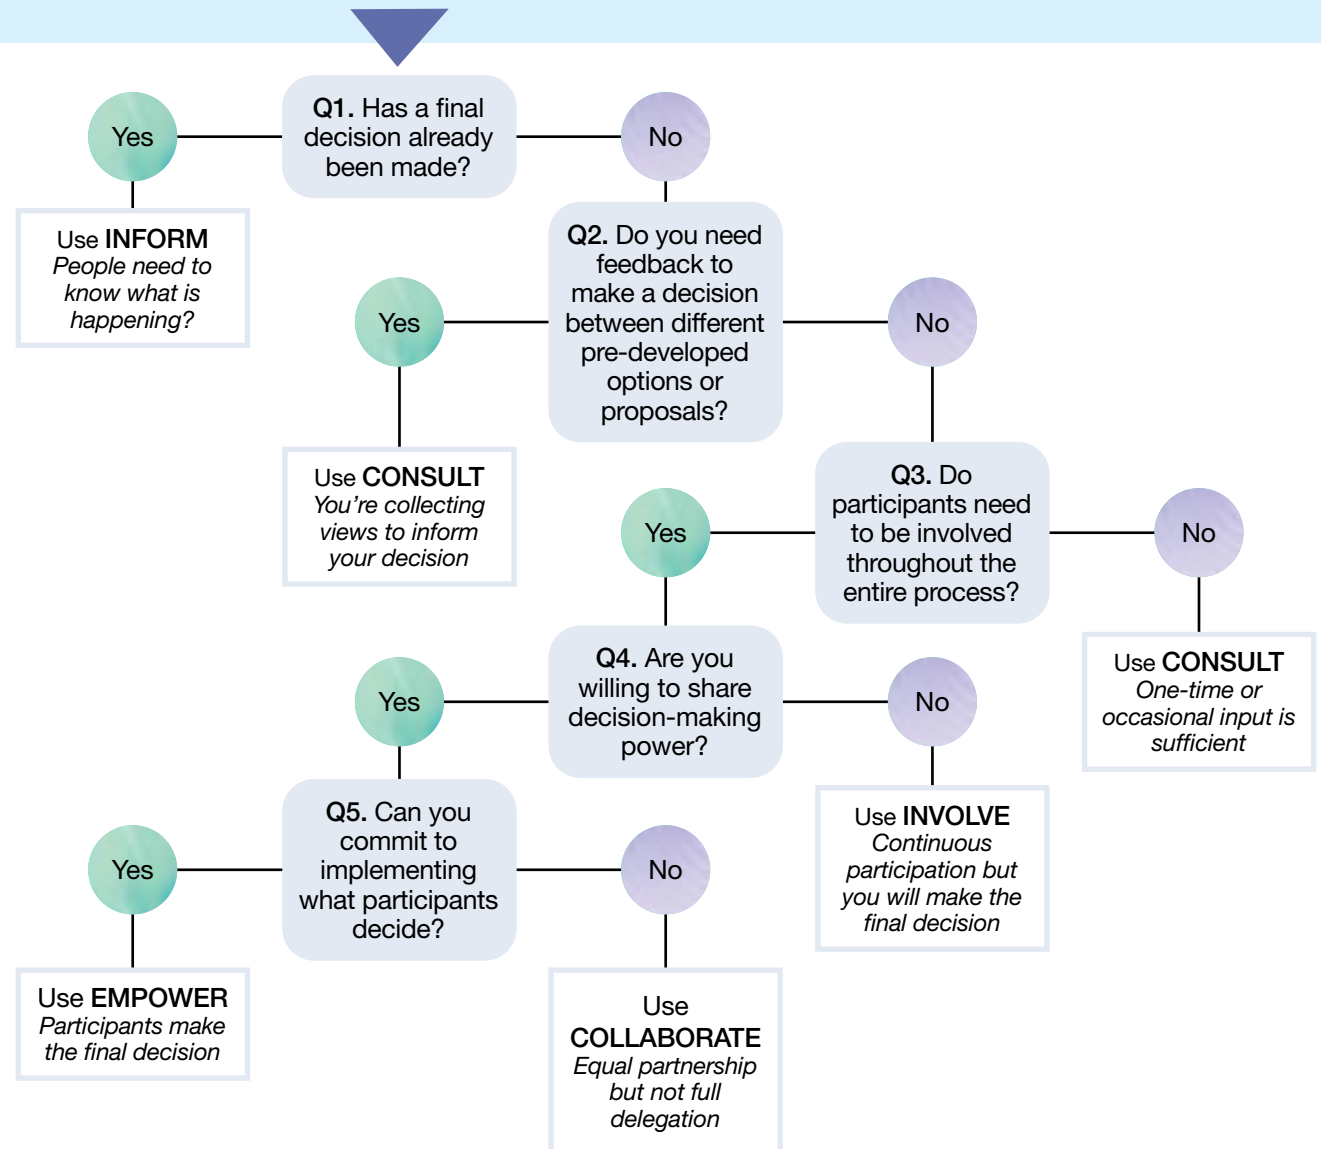 Q1. Has a final
decision already
been made?
Yes
No
Use INFORM
People need to
know what is
happening?
Q2. Do you need
feedback to
make a decision
between different
pre-developed
options or
proposals?
Yes
No
Use CONSULT
You're collecting
views to inform
your decision
Q3. Do
participants need
to be involved
throughout the
entire process?
Yes
No
Use CONSULT
One-time or
occasional input is
sufficient
Q4. Are you
willing to share
decision-making
power?
Yes
No
Use INVOLVE
Continuous
participation but
you will make the
final decision
Q5. Can you
commit to
implementing
what participants
decide?
Yes
No
Use EMPOWER
Participants make
the final decision
Use
COLLABORATE
Equal partnership
but not full
delegation